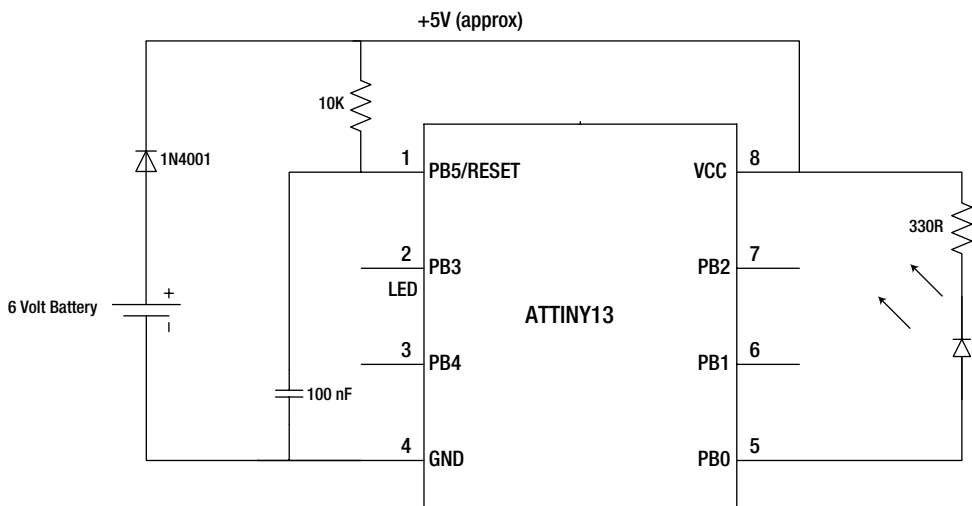 +5V (approx)
10K
1N4001
1
PB5/RESET
VCC
8
330R
2
PB3
LED
PB2
7
6 Volt Battery
+
–
ATTINY13
3
PB4
PB1
6
100 nF
4
GND
PB0
5